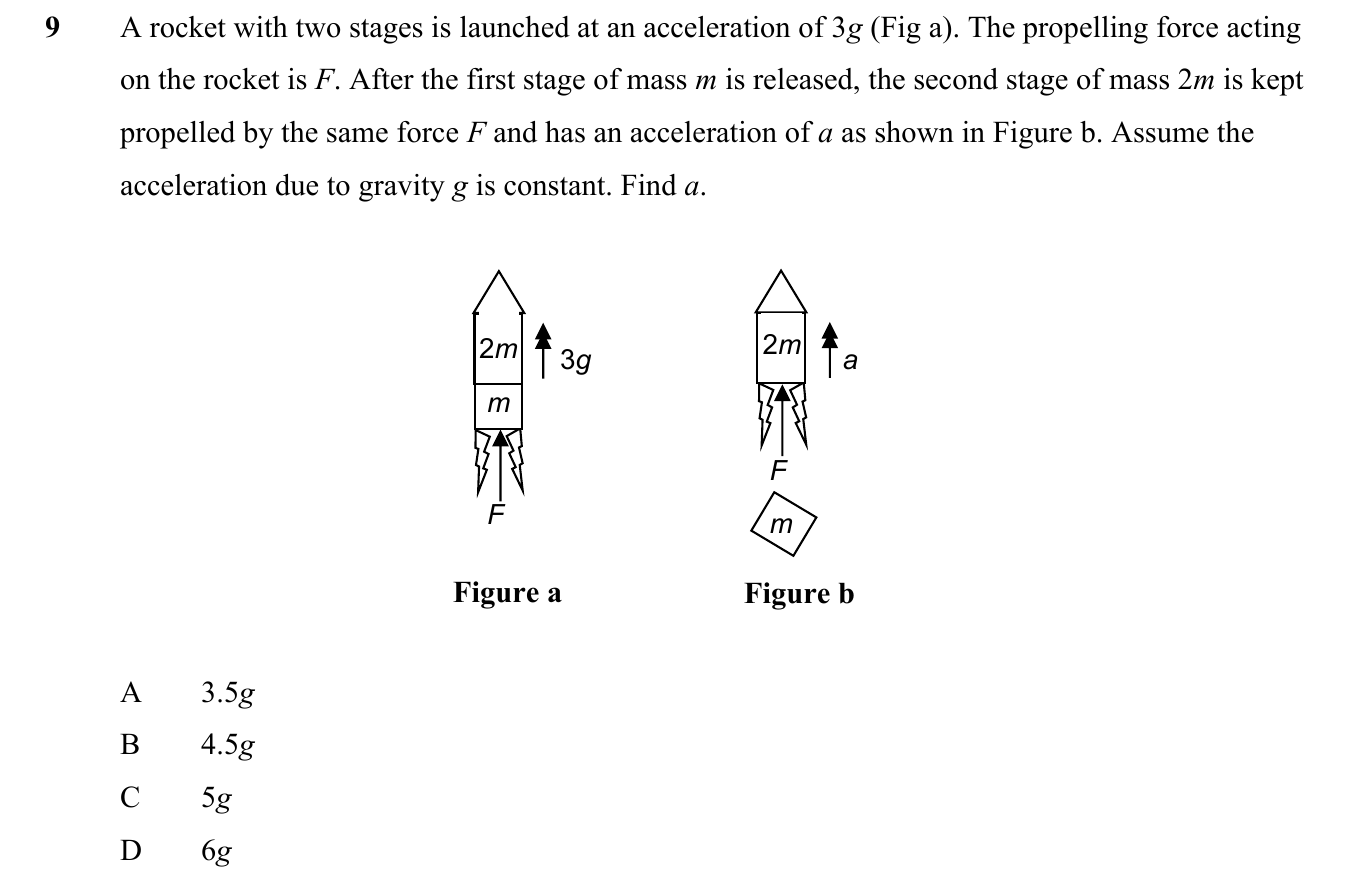 9 A rocket with two stages is launched at an acceleration of 3g (Fig a). The propelling force acting
on the rocket is F. After the first stage of mass m is released, the second stage of mass 2m is kept
propelled by the same force F and has an acceleration of a as shown in Figure b. Assume the
acceleration due to gravity g is constant. Find a.
2m 3g
m
F
2m a
F
m
Figure a Figure b
A 3.5g
B 4.5g
C 5g
D 6g